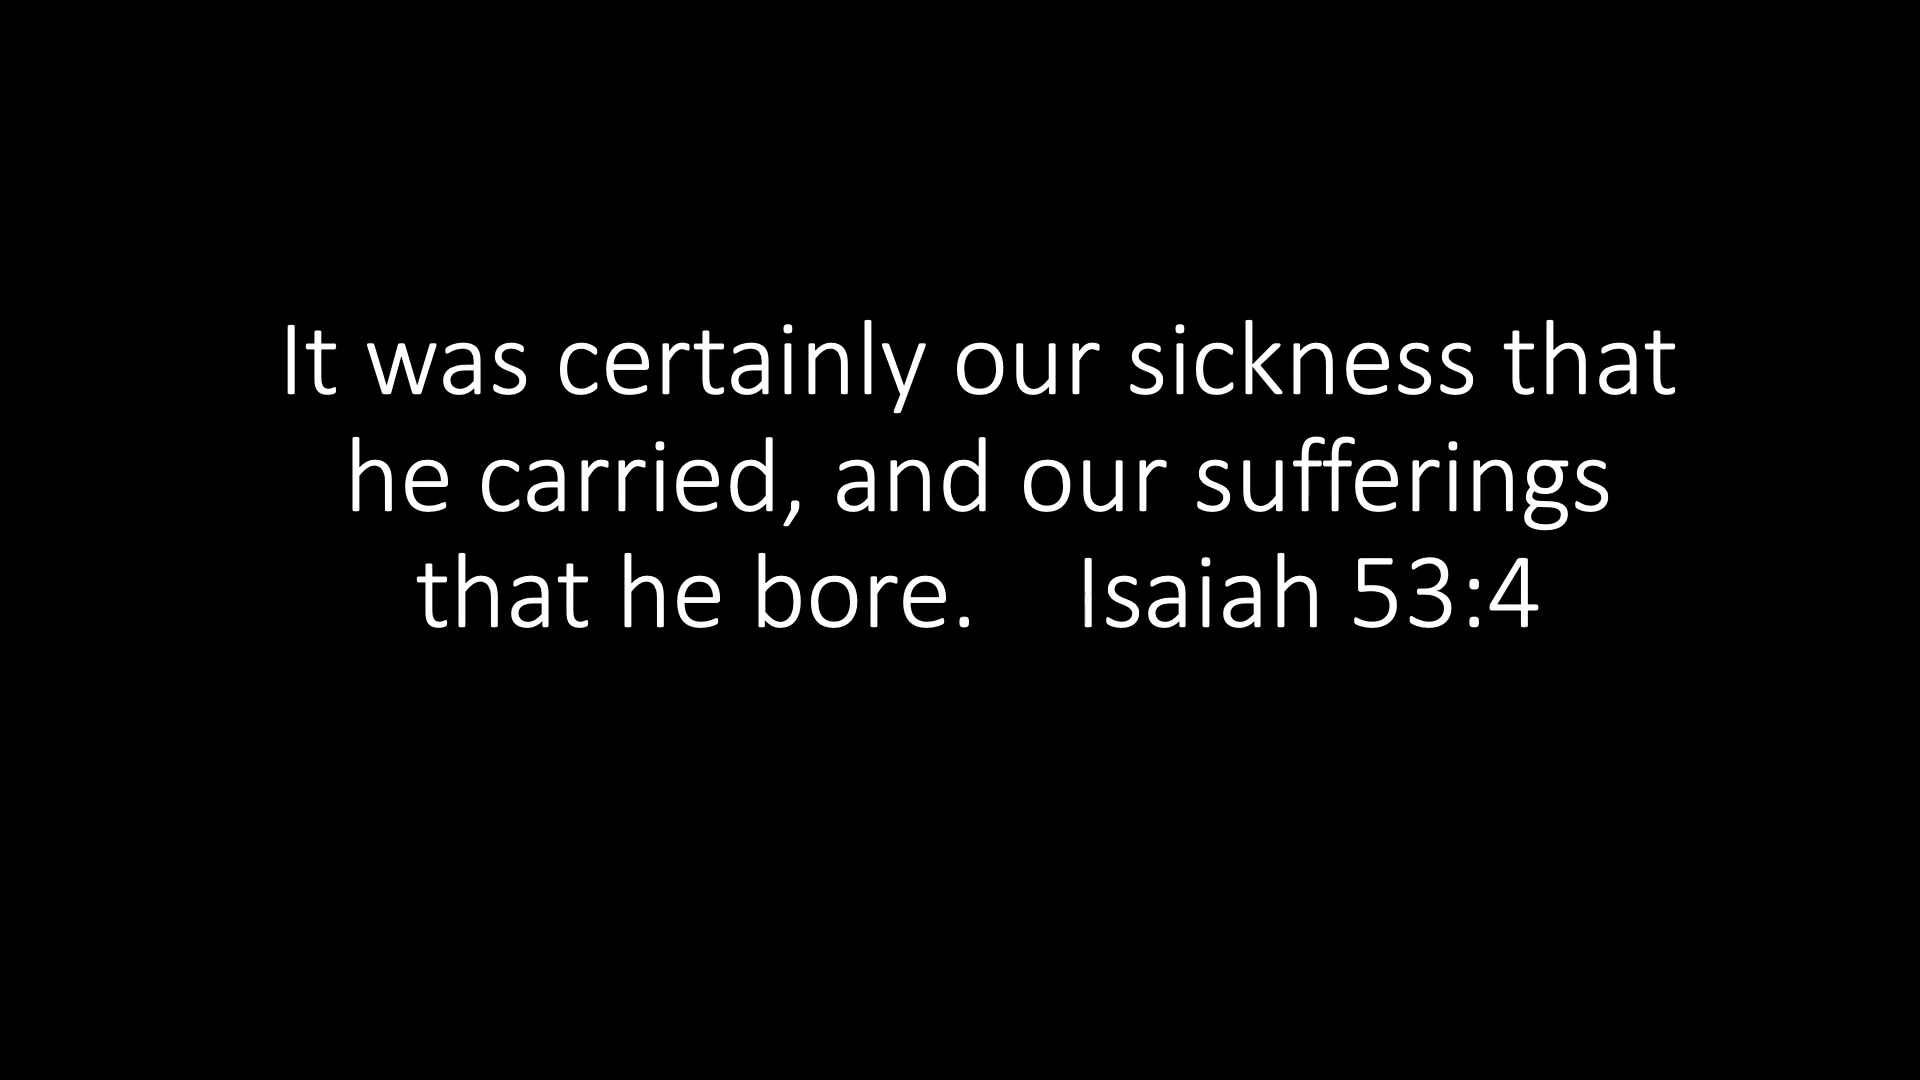 It was certainly our sickness that
he carried, and our sufferings
that he bore. Isaiah 53:4